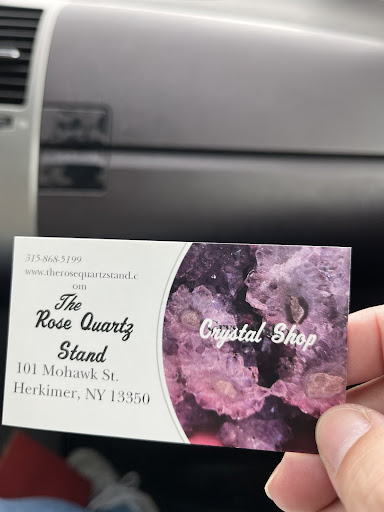 315-868-5199
www.therosequartzstand.c
om
The
Rose Quartz
Stand
101 Mohawk St.
Herkimer, NY 13350
Crystal Shop